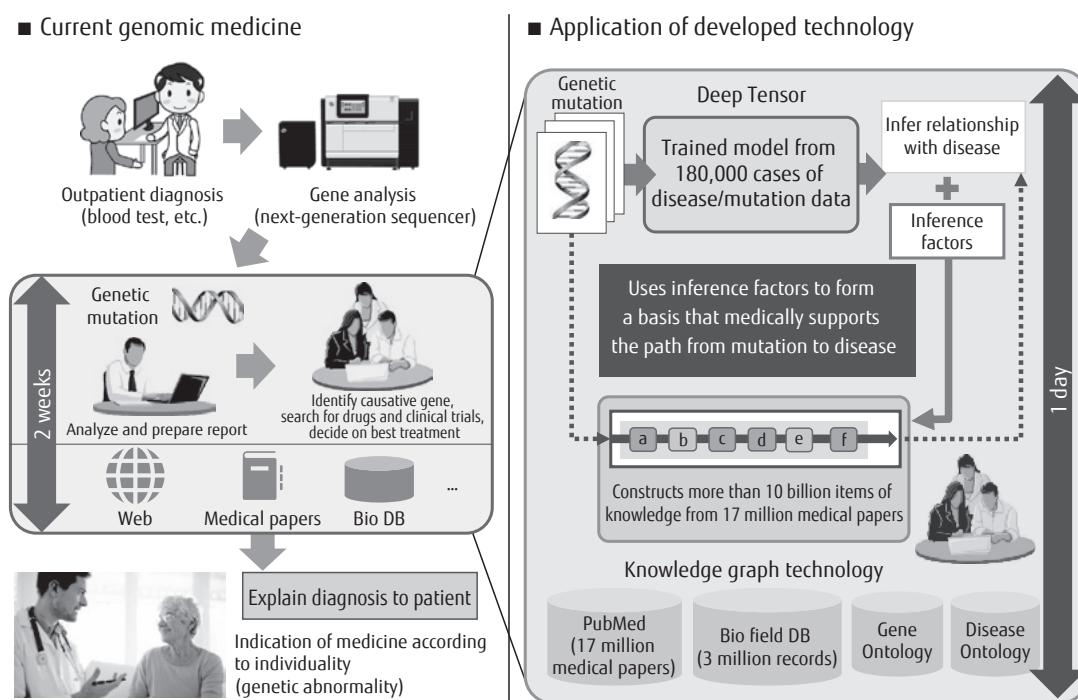 ■ Current genomic medicine
Outpatient diagnosis
(blood test, etc.)
Gene analysis
(next-generation sequencer)
2 weeks
Genetic
mutation
Analyze and prepare report
Identify causative gene,
search for drugs and clinical trials,
decide on best treatment
Web
Medical papers
Bio DB
...
Explain diagnosis to patient
Indication of medicine according
to individuality
(genetic abnormality)
■ Application of developed technology
Genetic
mutation
Deep Tensor
Trained model from
180,000 cases of
disease/mutation data
Infer relationship
with disease
Inference
factors
Uses inference factors to form
a basis that medically supports
the path from mutation to disease
a b c d e f
Constructs more than 10 billion items of
knowledge from 17 million medical papers
1 day
Knowledge graph technology
PubMed
(17 million
medical papers)
Bio field DB
(3 million records)
Gene
Ontology
Disease
Ontology